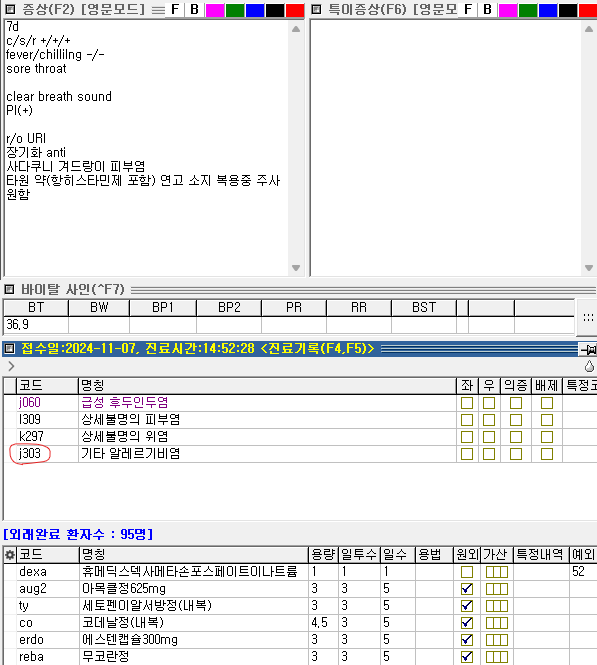 증상(F2) [영문모드] F B 특이증상(F6) [영문모 F B
7d
c/s/r +/+/+
fever/chillilng -/-
sore throat
clear breath sound
PI(+)
r/o URI
장기화 anti
사다쿠니 겨드랑이 피부염
타원 약(항히스타민제 포함) 연고 소지 복용중 주사
원함
바이탈 사인(^F7)
BT BW BP1 BP2 PR RR BST
36.9
접수일:2024-11-07, 진료시간:14:52:28 <진료기록(F4,F5)>
코드 명칭 좌 우 의증 배제 특정코
j060 급성 후두인두염
l309 상세불명의 피부염
k297 상세불명의 위염
j303 기타 알레르기비염
[외래완료 환자수 : 95명]
코드 명칭 용량 일투수 일수 용법 원외 가산 특정내역 예외
dexa 휴메딕스덱사메타손포스페이트이나트륨 1 1 1 52
aug2 아목클정625mg 3 3 5
ty 세토펜이알서방정(내복) 3 3 5
co 코데날정(내복) 4.5 3 5
erdo 에스텐캡슐300mg 3 3 5
reba 무코란정 3 3 5